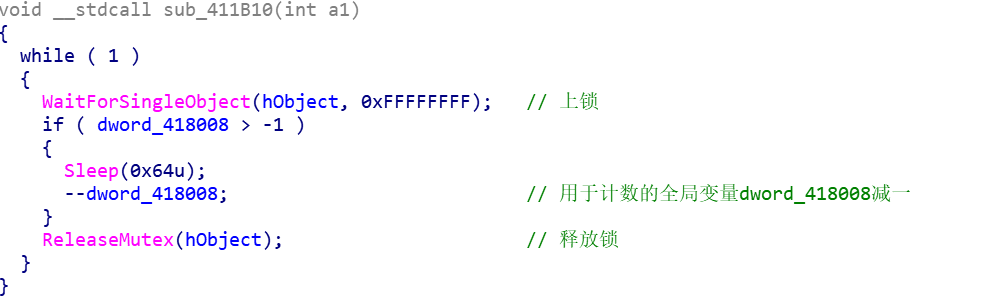 void __stdcall sub_411B10(int a1)
{
  while ( 1 )
  {
    WaitForSingleObject(hObject, 0xFFFFFFFF);   // 上锁
    if ( dword_418008 > -1 )
    {
      Sleep(0x64u);
      --dword_418008;                           // 用于计数的全局变量dword_418008减一
    }
    ReleaseMutex(hObject);                      // 释放锁
  }
}